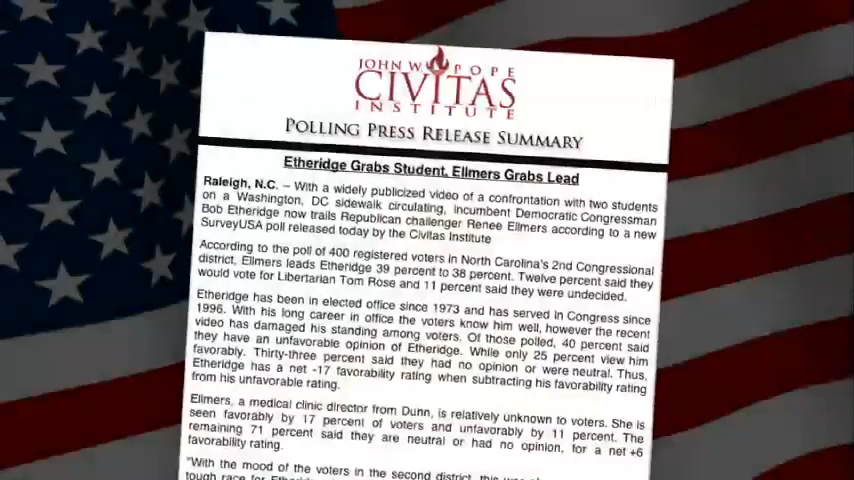 JOHN W. POPE
CIVITAS
INSTITUTE
POLLING PRESS RELEASE SUMMARY
Etheridge Grabs Student, Ellmers Grabs Lead
Raleigh, N.C. – With a widely publicized video of a confrontation with two students
on a Washington, DC sidewalk circulating, incumbent Democratic Congressman
Bob Etheridge now trails Republican challenger Renee Ellmers according to a new
SurveyUSA poll released today by the Civitas Institute
According to the poll of 400 registered voters in North Carolina's 2nd Congressional
district, Ellmers leads Etheridge 39 percent to 38 percent. Twelve percent said they
would vote for Libertarian Tom Rose and 11 percent said they were undecided.
Etheridge has been in elected office since 1973 and has served in Congress since
1996. With his long career in office the voters know him well, however the recent
video has damaged his standing among voters. Of those polled, 40 percent said
they have an unfavorable opinion of Etheridge. While only 25 percent view him
favorably. Thirty-three percent said they had no opinion or were neutral. Thus,
Etheridge has a net -17 favorability rating when subtracting his favorability rating
from his unfavorable rating.
Ellmers, a medical clinic director from Dunn, is relatively unknown to voters. She is
seen favorably by 17 percent of voters and unfavorably by 11 percent. The
remaining 71 percent said they are neutral or had no opinion, for a net +6
favorability rating.
"With the mood of the voters in the second district, this was
tough race for